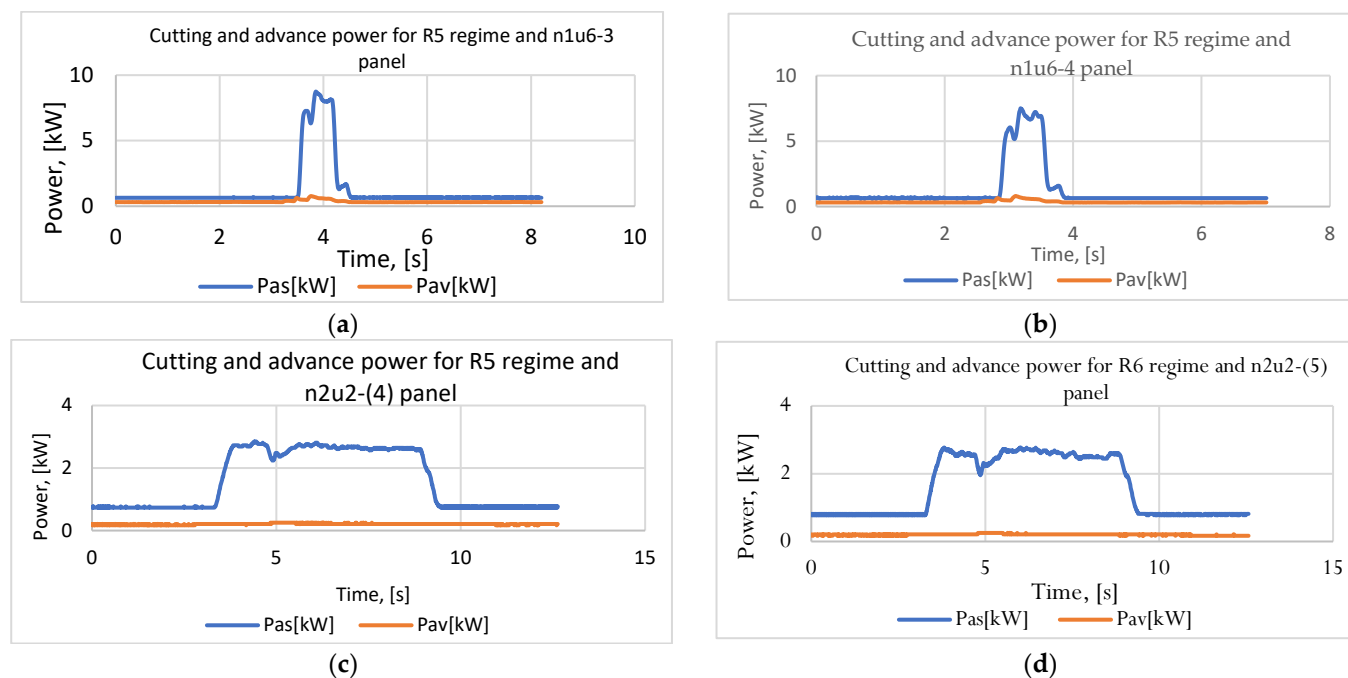 Cutting and advance power for R5 regime and n1u6-3
panel
10
5
0
Power, [kW]
0 2 4 6 8 10
Time, [s]
Pas[kW] Pav[kW]
(a)
Cutting and advance power for R5 regime and
n1u6-4 panel
10
5
0
Power, [kW]
0 2 4 6 8
Time, [s]
Pas[kW] Pav[kW]
(b)
Cutting and advance power for R5 regime and
n2u2-(4) panel
4
2
0
Power, [kW]
0 5 10 15
Time, [s]
Pas[kW] Pav[kW]
(c)
Cutting and advance power for R6 regime and n2u2-(5)
panel
4
2
0
Power, [kW]
0 5 10 15
Time, [s]
Pas[kW] Pav[kW]
(d)